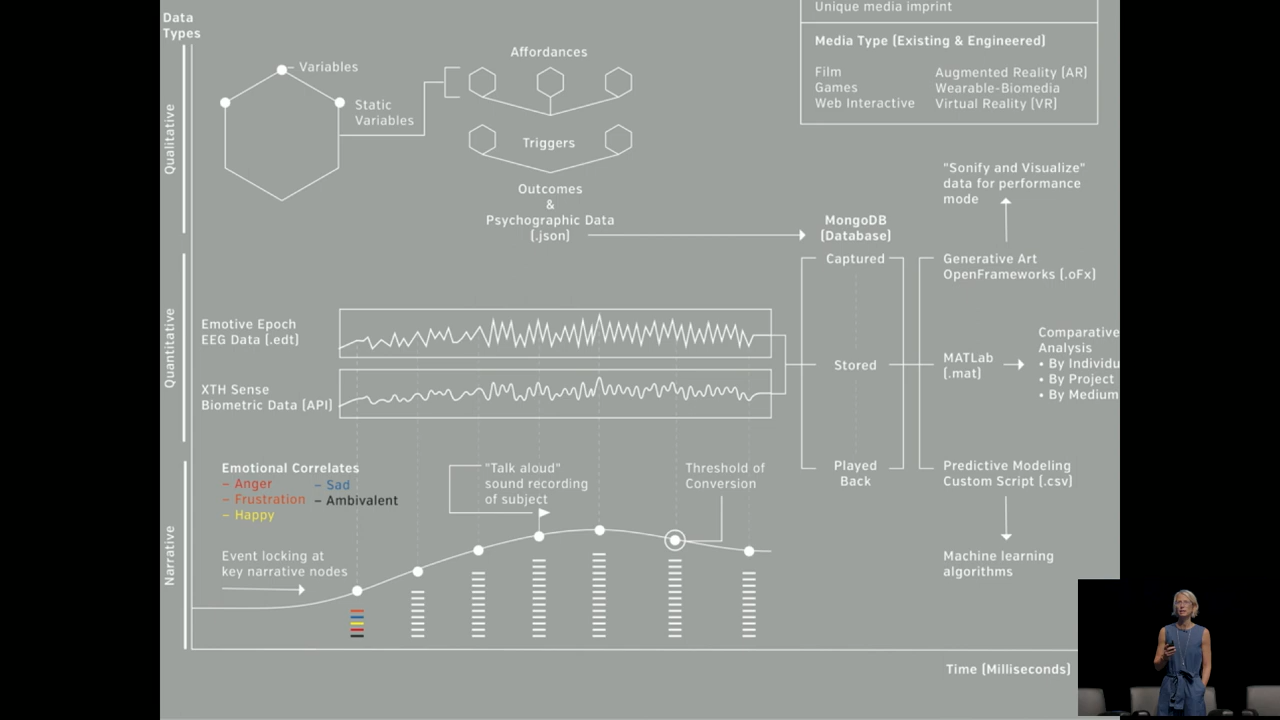 Data
Types
Unique media imprint
Media Type (Existing & Engineered)
Film
Games
Web Interactive
Augmented Reality (AR)
Wearable-Biomedia
Virtual Reality (VR)
Qualitative
Variables
Static
Variables
Affordances
Triggers
Outcomes
&
Psychographic Data
(.json)
MongoDB
(Database)
Captured
Stored
Played
Back
"Sonify and Visualize"
data for performance
mode
Generative Art
OpenFrameworks (.oFx)
MATLab
(.mat)
Comparative
Analysis
• By Individu
• By Project
• By Medium
Predictive Modeling
Custom Script (.csv)
Machine learning
algorithms
Quantitative
Emotive Epoch
EEG Data (.edt)
XTH Sense
Biometric Data (API)
Narrative
Emotional Correlates
– Anger
– Frustration
– Happy
– Sad
– Ambivalent
"Talk aloud"
sound recording
of subject
Threshold of
Conversion
Event locking at
key narrative nodes
Time (Milliseconds)